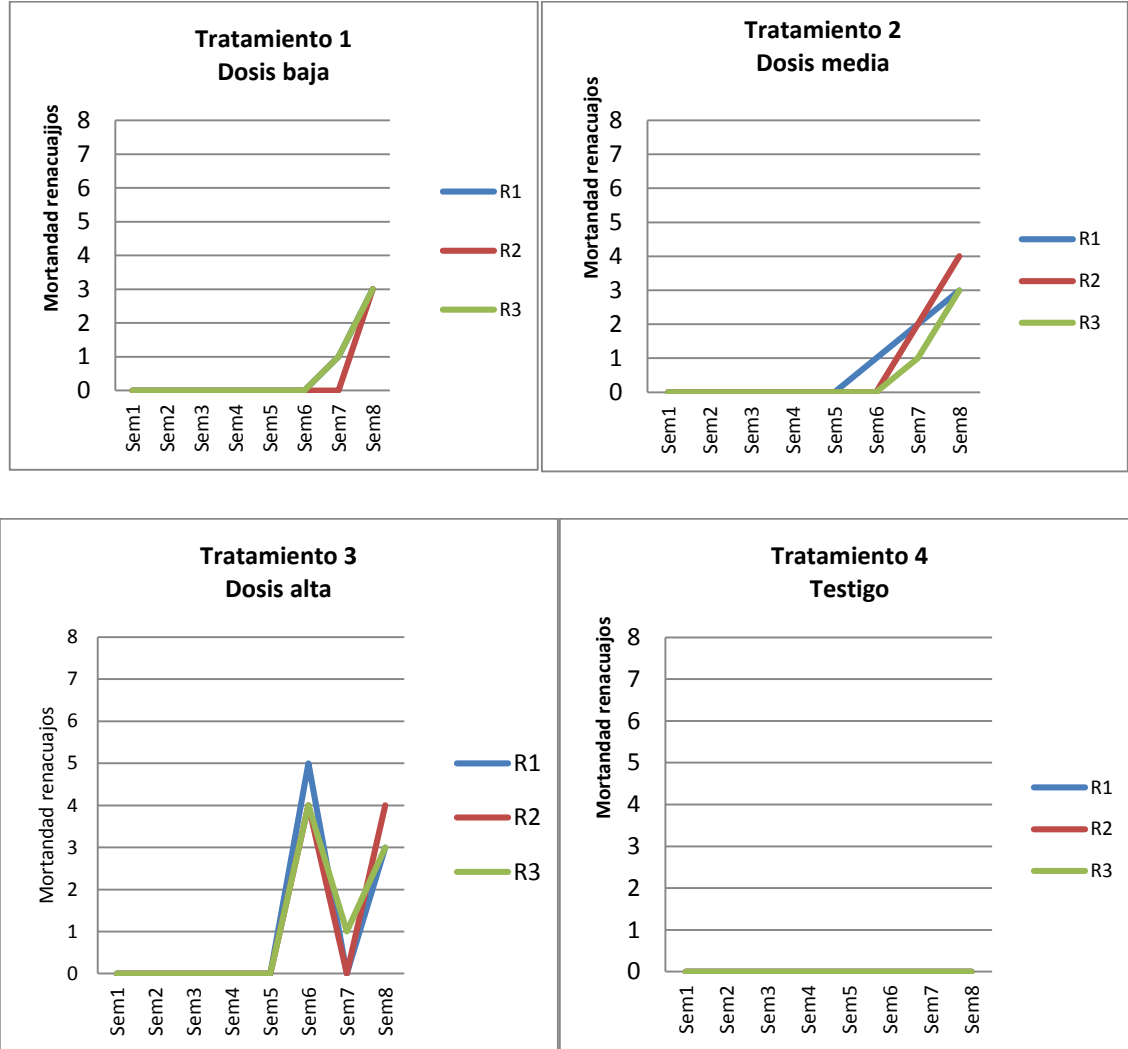 Tratamiento 1
Dosis baja
Mortandad renacuajjos
8
7
6
5
4
3
2
1
0
Sem1
Sem2
Sem3
Sem4
Sem5
Sem6
Sem7
Sem8
R1
R2
R3
Tratamiento 2
Dosis media
Mortandad renacuajos
8
7
6
5
4
3
2
1
0
Sem1
Sem2
Sem3
Sem4
Sem5
Sem6
Sem7
Sem8
R1
R2
R3
Tratamiento 3
Dosis alta
Mortandad renacuajos
8
7
6
5
4
3
2
1
0
Sem1
Sem2
Sem3
Sem4
Sem5
Sem6
Sem7
Sem8
R1
R2
R3
Tratamiento 4
Testigo
Mortandad renacuajos
8
7
6
5
4
3
2
1
0
Sem1
Sem2
Sem3
Sem4
Sem5
Sem6
Sem7
Sem8
R1
R2
R3